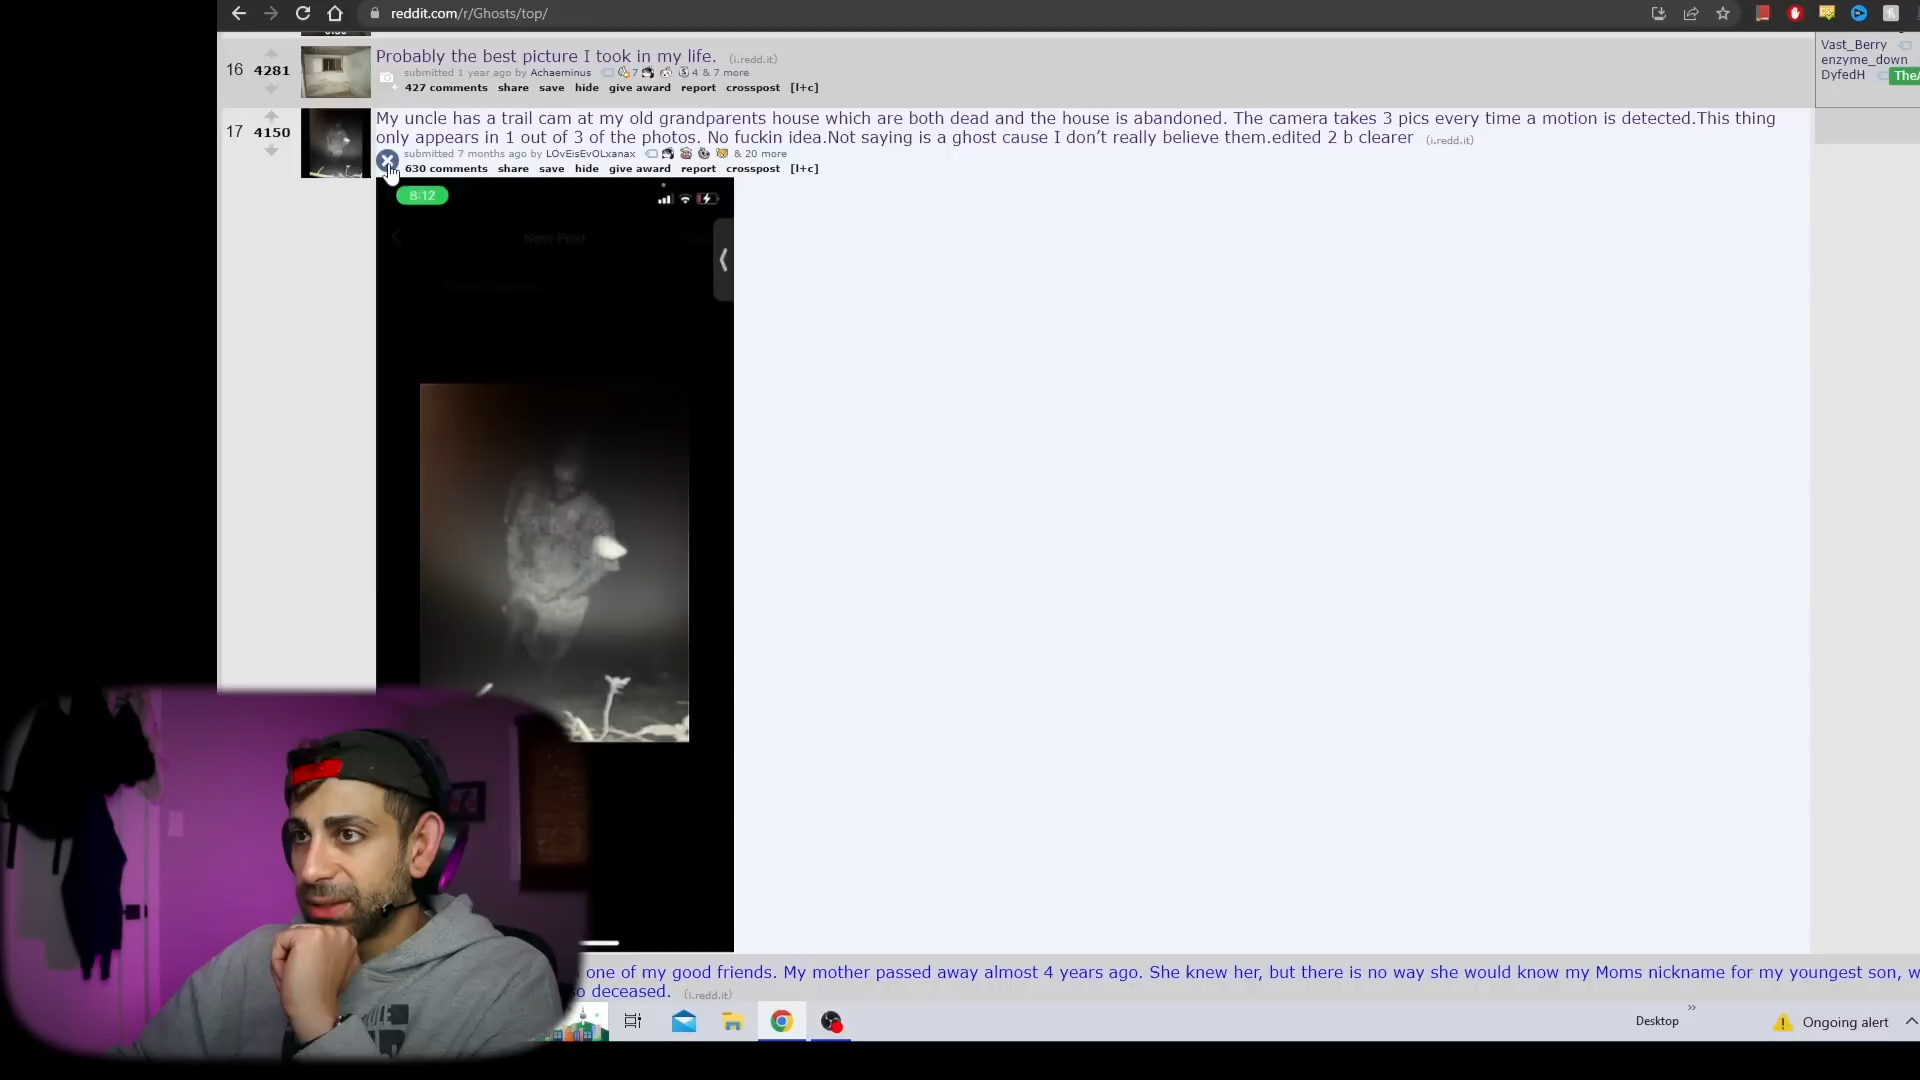 reddit.com/r/Ghosts/top/
16
4281
Probably the best picture I took in my life. (i.redd.it)
submitted 1 year ago by Achaeminus 7 4 & 7 more
427 comments share save hide give award report crosspost [l+c]
17
4150
My uncle has a trail cam at my old grandparents house which are both dead and the house is abandoned. The camera takes 3 pics every time a motion is detected.This thing
only appears in 1 out of 3 of the photos. No fuckin idea.Not saying is a ghost cause I don’t really believe them.edited 2 b clearer (i.redd.it)
submitted 7 months ago by LOvEisEvOLxanax & 20 more
630 comments share save hide give award report crosspost [l+c]
8:12
New Post
Vast_Berry
enzyme_down
DyfedH
one of my good friends. My mother passed away almost 4 years ago. She knew her, but there is no way she would know my Moms nickname for my youngest son, w
deceased. (i.redd.it)
Desktop
Ongoing alert